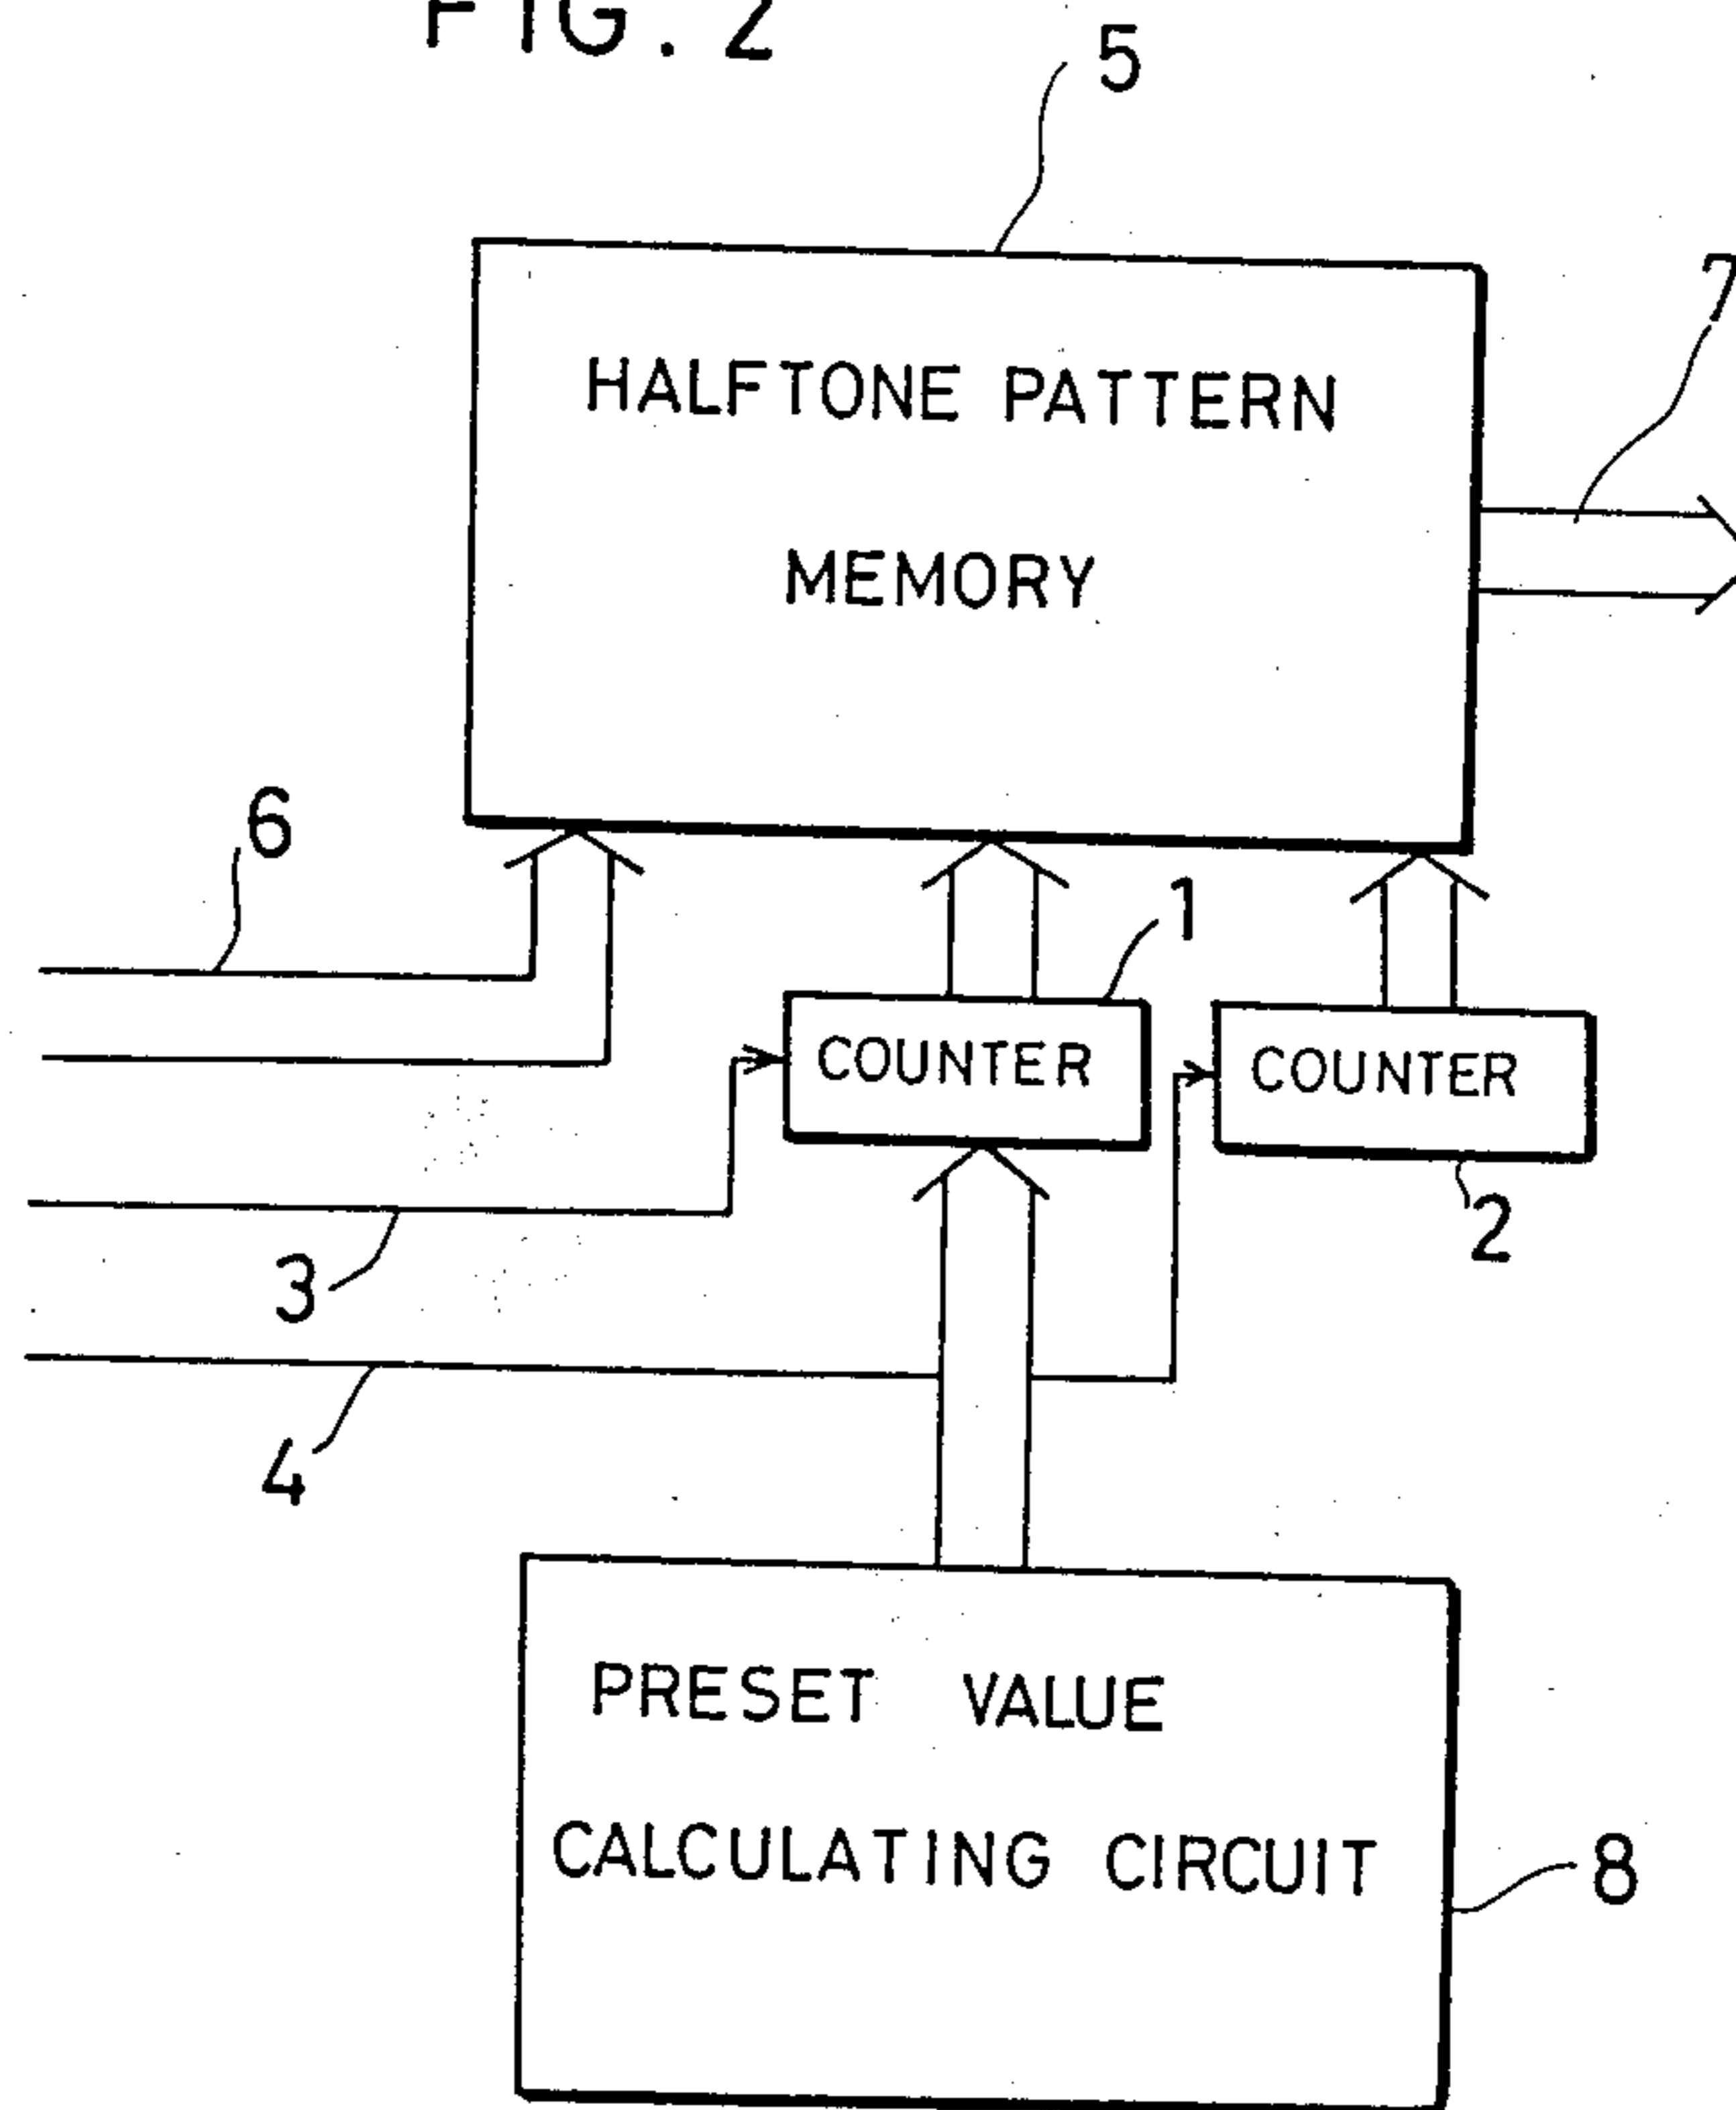 FIG. 2
5
7
HALFTONE PATTERN
MEMORY
6
1
COUNTER
COUNTER
2
3
4
PRESET VALUE
CALCULATING CIRCUIT
8